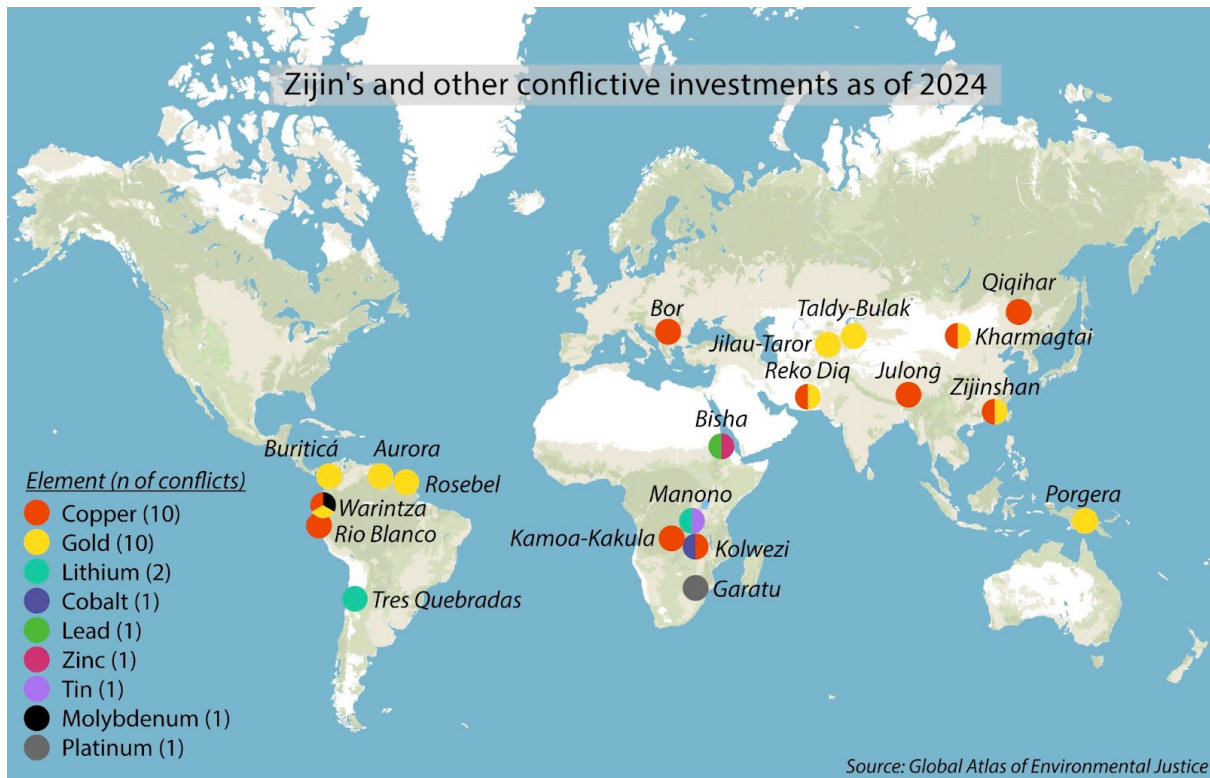 Zijin's and other conflictive investments as of 2024
Qiqihar
Bor
Taldy-Bulak
Kharmagtai
Jilau-Taror
Reko Diq
Julong
Zijinshan
Bisha
Buriticá
Aurora
Rosebel
Manono
Porgera
Warintza
Rio Blanco
Kamoa-Kakula
Kolwezi
Garatu
Tres Quebradas
Element (n of conflicts)
Copper (10)
Gold (10)
Lithium (2)
Cobalt (1)
Lead (1)
Zinc (1)
Tin (1)
Molybdenum (1)
Platinum (1)
Source: Global Atlas of Environmental Justice